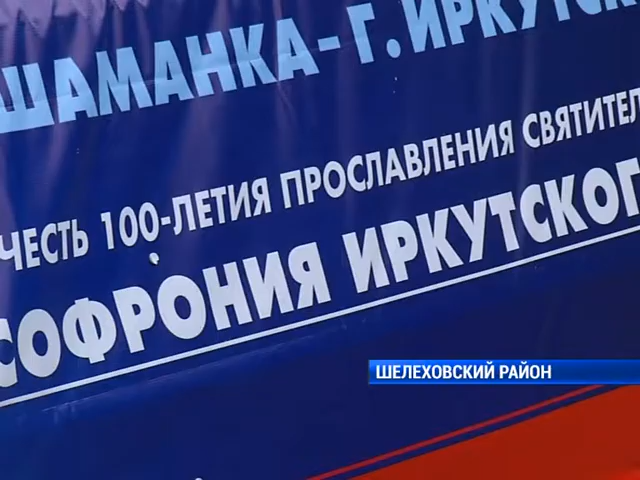 ШАМАНКА - Г. ИРКУТСК
ЧЕСТЬ 100-ЛЕТИЯ ПРОСЛАВЛЕНИЯ СВЯТИТЕЛ
СОФРОНИЯ ИРКУТСКОГ
ШЕЛЕХОВСКИЙ РАЙОН